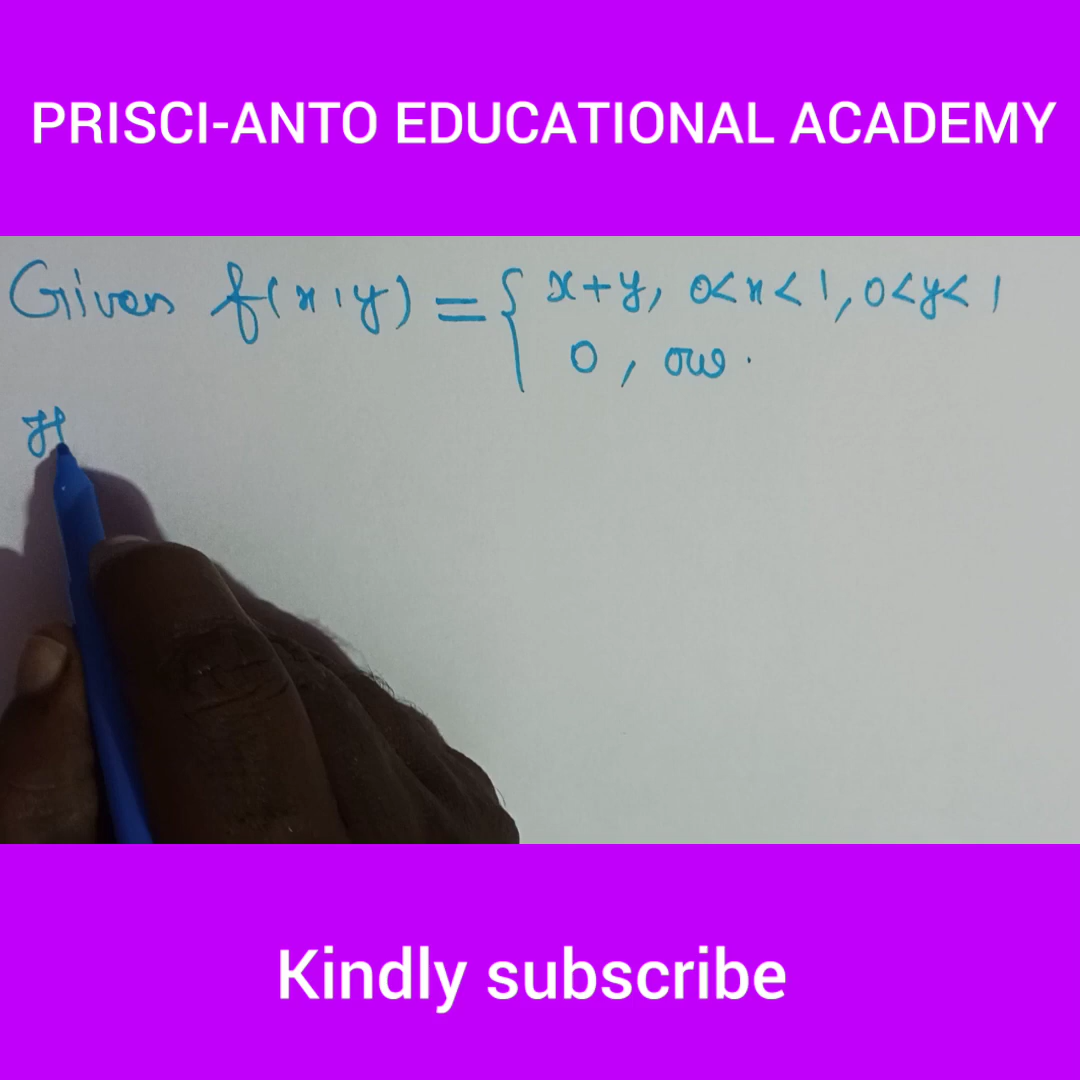 PRISCI-ANTO EDUCATIONAL ACADEMY
Given f(x,y) = { x+y, 0<x<1, 0<y<1
0, ow.
Kindly subscribe